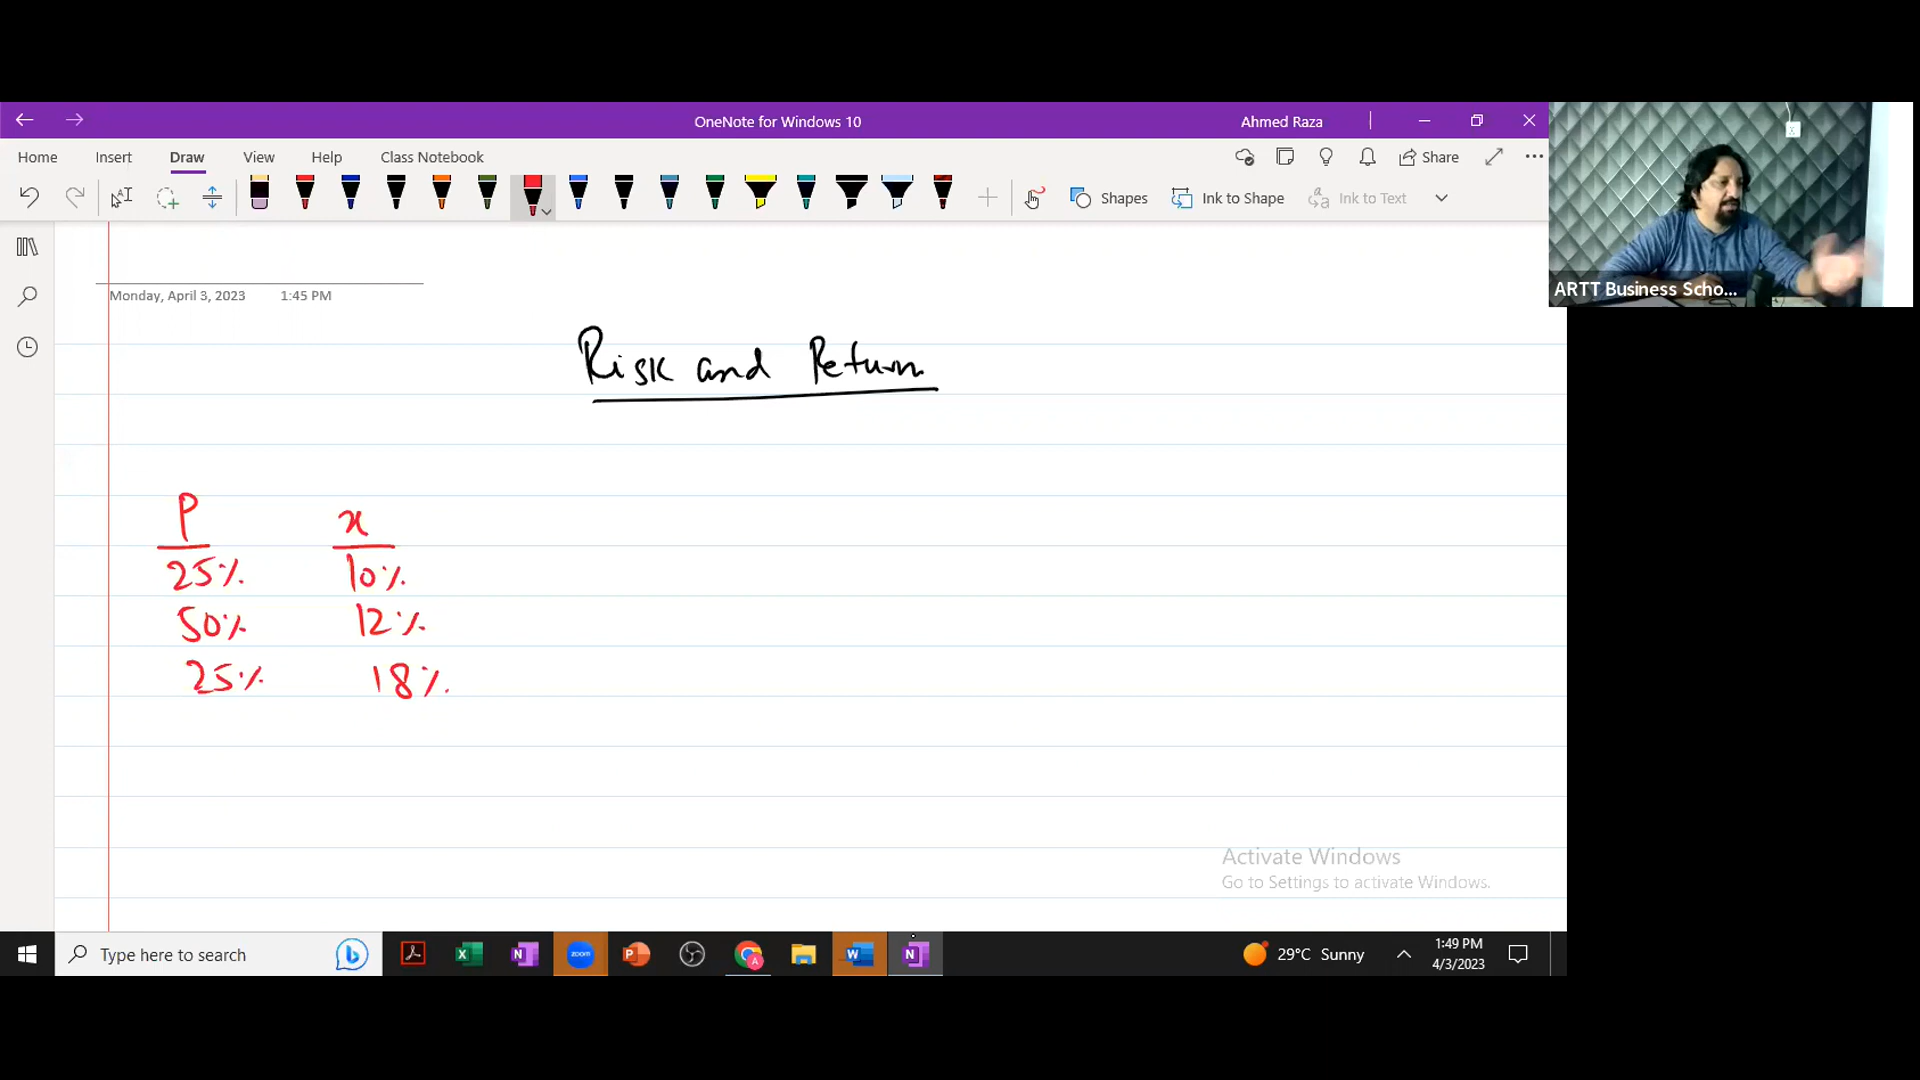 OneNote for Windows 10
Ahmed Raza
Home Insert Draw View Help Class Notebook
Share
Shapes Ink to Shape Ink to Text
ARTT Business Scho...
Monday, April 3, 2023 1:45 PM
Risk and Return
P x
25% 10%
50% 12%
25% 18%
Activate Windows
Go to Settings to activate Windows.
Type here to search
zoom
29°C Sunny
1:49 PM
4/3/2023